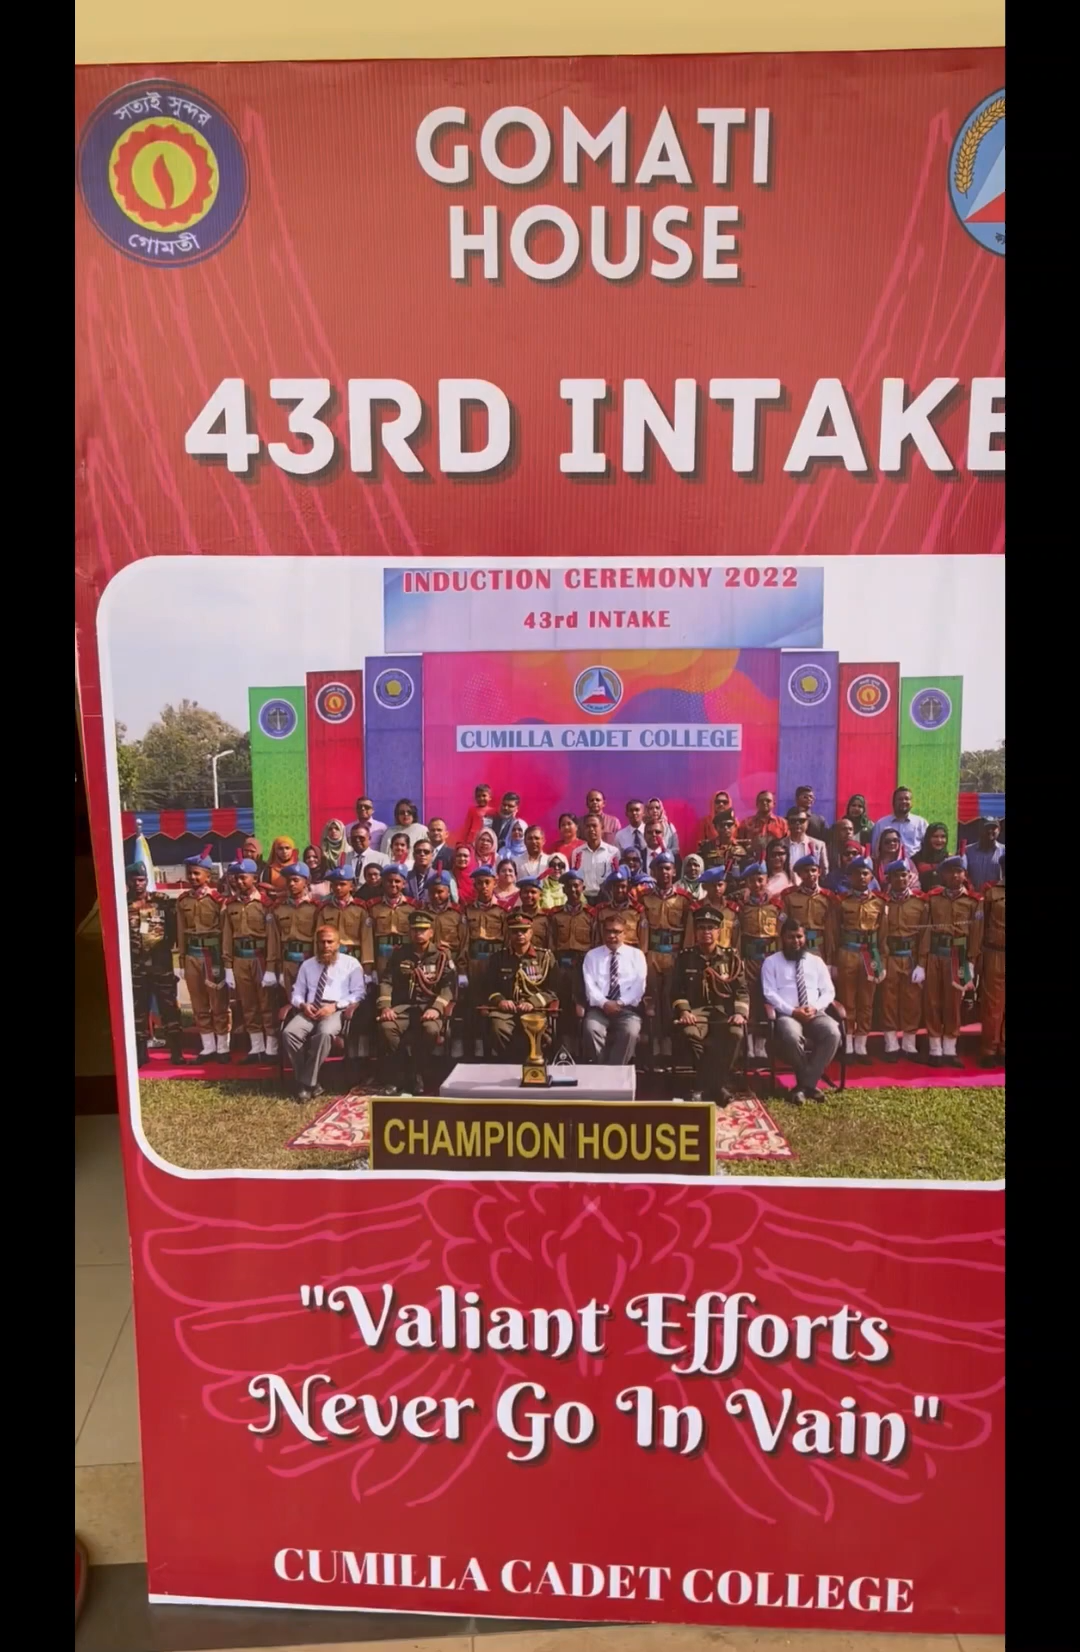 সত্যই সুন্দর
গোমতী
GOMATI
HOUSE
43RD INTAKE
INDUCTION CEREMONY 2022
43rd INTAKE
CUMILLA CADET COLLEGE
CHAMPION HOUSE
"Valiant Efforts
Never Go In Vain"
CUMILLA CADET COLLEGE